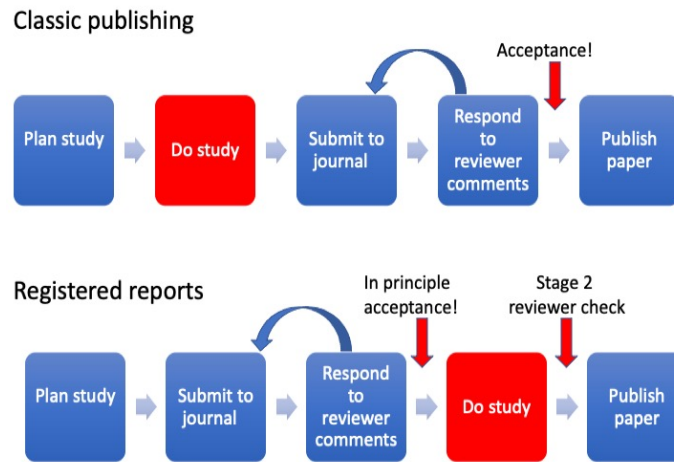 Classic publishing
Acceptance!
Plan study
Do study
Submit to
journal
Respond
to
reviewer
comments
Publish
paper
Registered reports
In principle
acceptance!
Stage 2
reviewer check
Plan study
Submit to
journal
Respond
to
reviewer
comments
Do study
Publish
paper